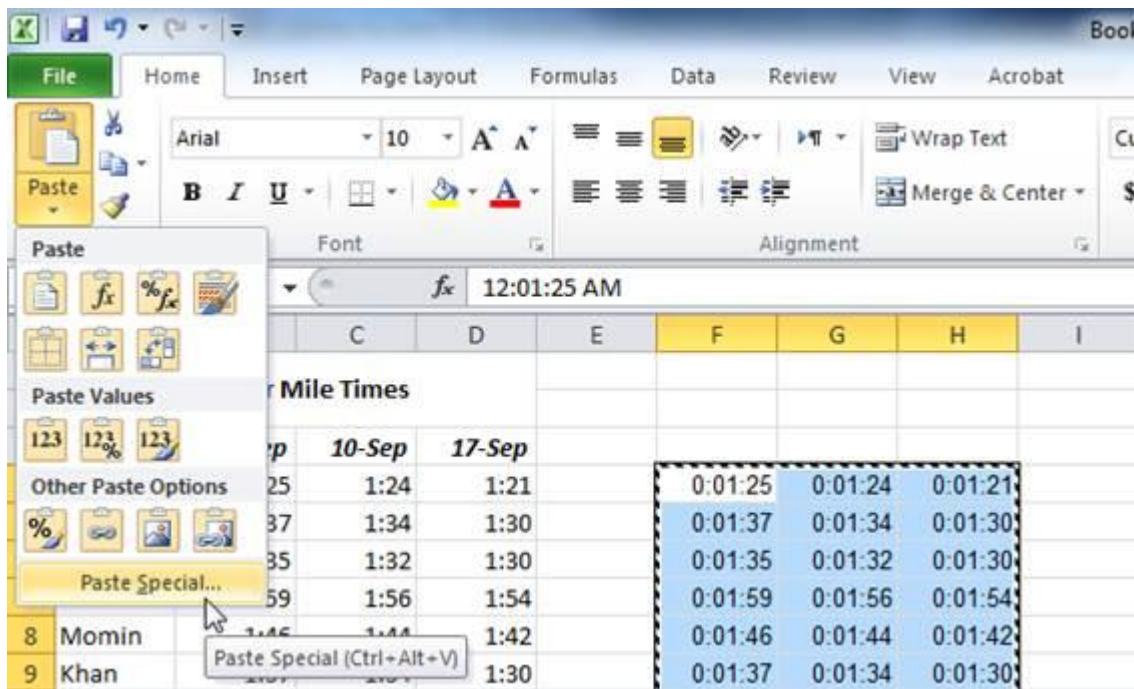 Book
File Home Insert Page Layout Formulas Data Review View Acrobat
Arial 10 A A Wrap Text
Paste B I U A Merge & Center $
Font Alignment
Paste
fx 12:01:25 AM
C D E F G H I
Mile Times
Paste Values
10-Sep 17-Sep
Other Paste Options
25 1:24 1:21 0:01:25 0:01:24 0:01:21
37 1:34 1:30 0:01:37 0:01:34 0:01:30
35 1:32 1:30 0:01:35 0:01:32 0:01:30
Paste Special...
59 1:56 1:54 0:01:59 0:01:56 0:01:54
8 Momin 1:42 0:01:46 0:01:44 0:01:42
Paste Special (Ctrl+Alt+V)
9 Khan 1:30 0:01:37 0:01:34 0:01:30